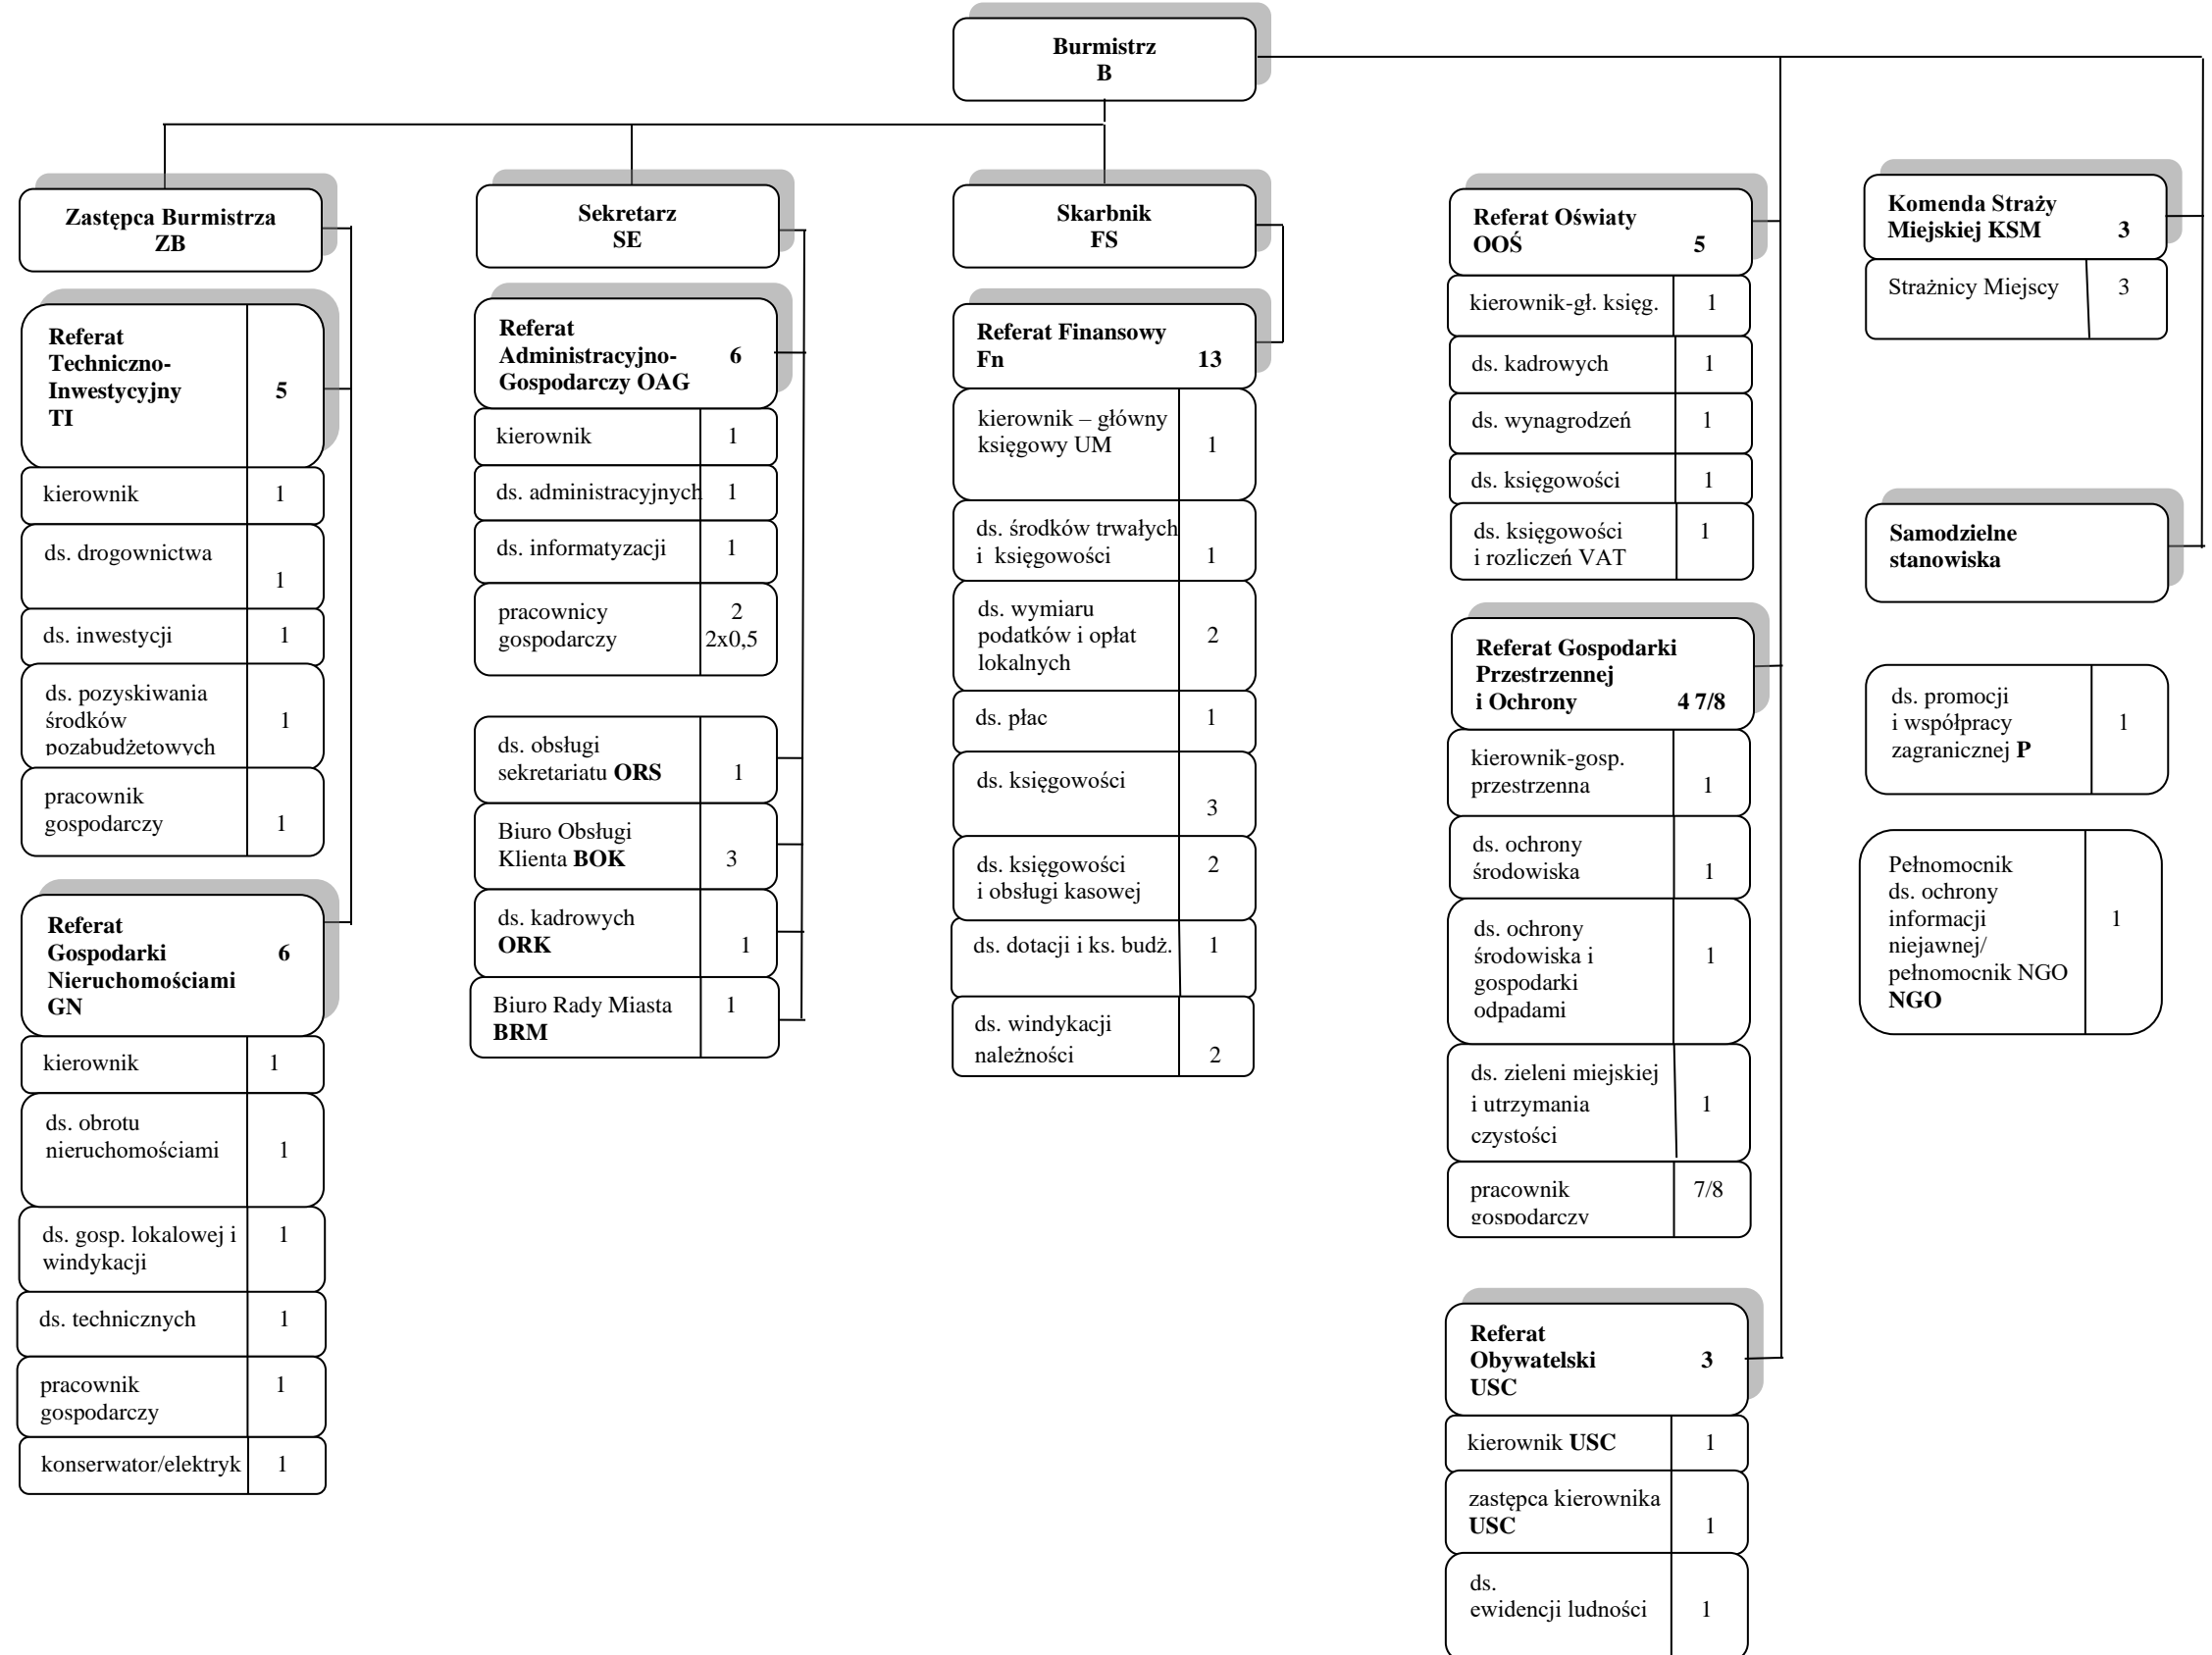 Burmistrz
B
Zastępca Burmistrza
ZB
Referat
Techniczno-
Inwestycyjny 5
TI
kierownik 1
ds. drogownictwa
1
ds. inwestycji 1
ds. pozyskiwania
środków 1
pozabudżetowych
pracownik
gospodarczy 1
Referat
Gospodarki 6
Nieruchomościami
GN
kierownik 1
ds. obrotu
nieruchomościami 1
ds. gosp. lokalowej i 1
windykacji
ds. technicznych 1
pracownik 1
gospodarczy
konserwator/elektryk 1
Sekretarz
SE
Referat
Administracyjno- 6
Gospodarczy OAG
kierownik 1
ds. administracyjnych 1
ds. informatyzacji 1
pracownicy 2
gospodarczy 2x0,5
ds. obsługi
sekretariatu ORS 1
Biuro Obsługi
Klienta BOK 3
ds. kadrowych
ORK 1
Biuro Rady Miasta 1
BRM
Skarbnik
FS
Referat Finansowy
Fn 13
kierownik – główny
księgowy UM 1
ds. środków trwałych
i księgowości 1
ds. wymiaru
podatków i opłat 2
lokalnych
ds. płac 1
ds. księgowości
3
ds. księgowości 2
i obsługi kasowej
ds. dotacji i ks. budż. 1
ds. windykacji
należności 2
Referat Oświaty
OOŚ 5
kierownik-gł. księg. 1
ds. kadrowych 1
ds. wynagrodzeń 1
ds. księgowości 1
ds. księgowości 1
i rozliczeń VAT
Referat Gospodarki
Przestrzennej
i Ochrony 4 7/8
kierownik-gosp.
przestrzenna 1
ds. ochrony
środowiska 1
ds. ochrony
środowiska i 1
gospodarki
odpadami
ds. zieleni miejskiej
i utrzymania 1
czystości
pracownik 7/8
gospodarczy
Referat
Obywatelski 3
USC
kierownik USC 1
zastępca kierownika
USC 1
ds.
ewidencji ludności 1
Komenda Straży
Miejskiej KSM 3
Strażnicy Miejscy 3
Samodzielne
stanowiska
ds. promocji
i współpracy 1
zagranicznej P
Pełnomocnik
ds. ochrony
informacji 1
niejawnej/
pełnomocnik NGO
NGO